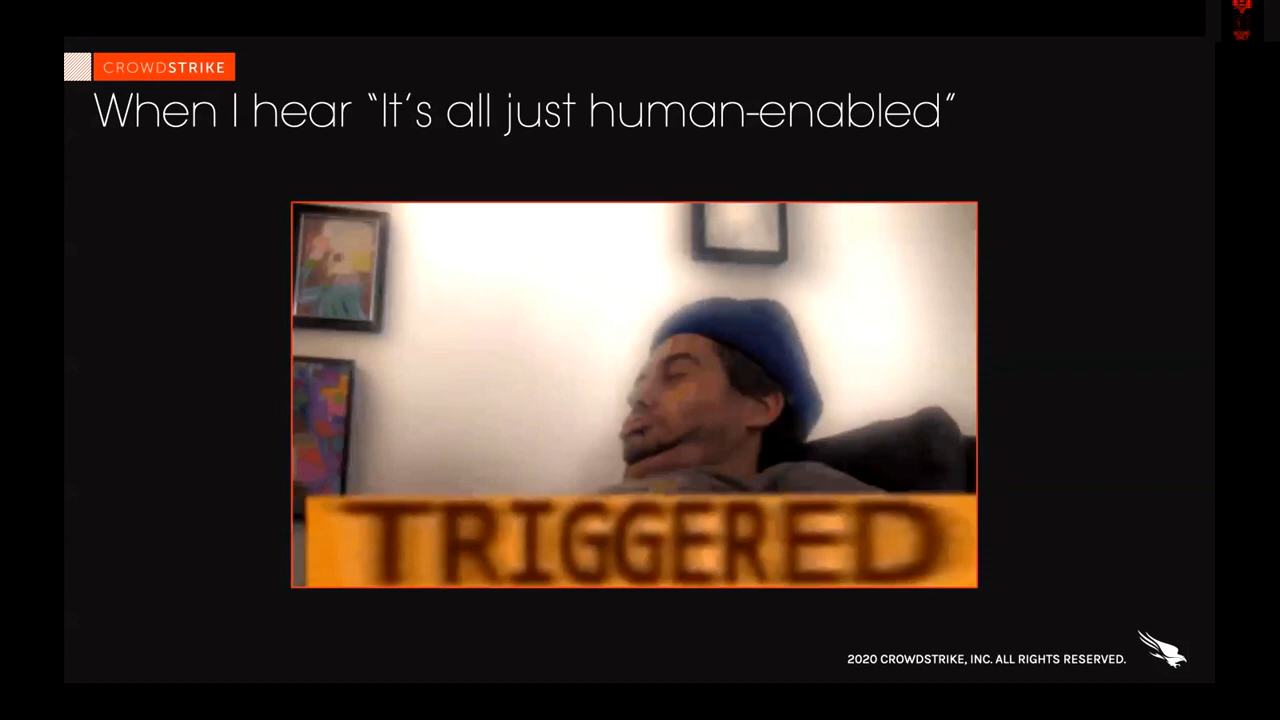 CROWDSTRIKE
When I hear “It’s all just human-enabled”
TRIGGERED
2020 CROWDSTRIKE, INC. ALL RIGHTS RESERVED.